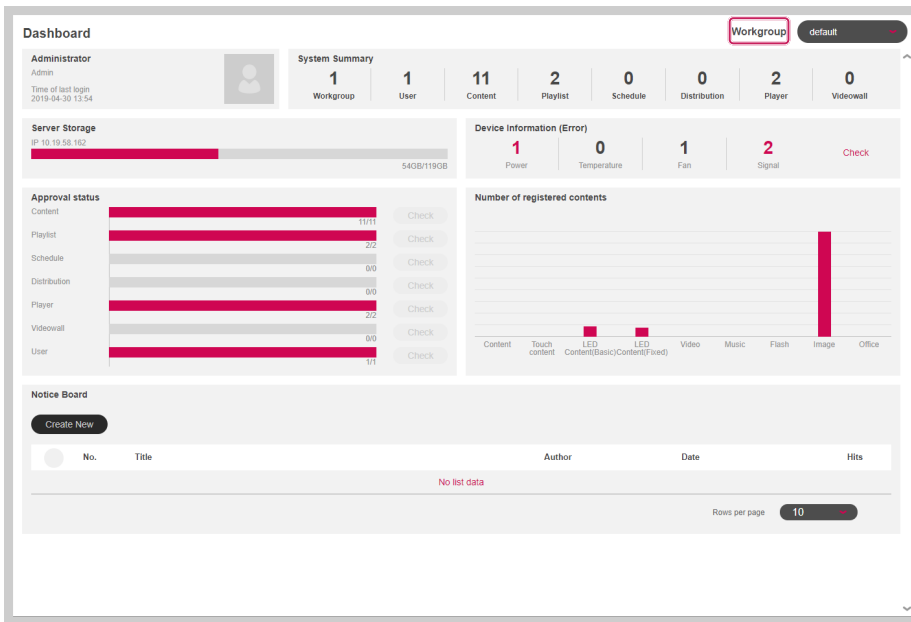 Dashboard
Workgroup
default
Administrator
Admin
Time of last login
2019-04-30 13:54
System Summary
1 1 11 2 0 0 2 0
Workgroup User Content Playlist Schedule Distribution Player Videowall
Server Storage
IP 10.19.58.162
54GB/119GB
Device Information (Error)
1 0 1 2 Check
Power Temperature Fan Signal
Approval status
Content
11/11 Check
Playlist
2/2 Check
Schedule
0/0 Check
Distribution
0/0 Check
Player
2/2 Check
Videowall
0/0 Check
User
1/1 Check
Number of registered contents
Content Touch LED LED Video Music Flash Image Office
content Content(Basic) Content(Fixed)
Notice Board
Create New
No. Title Author Date Hits
No list data
Rows per page 10